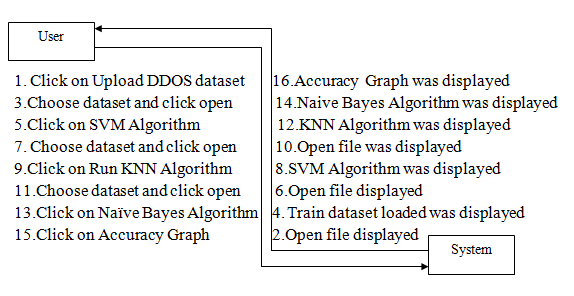 User
1. Click on Upload DDOS dataset
3.Choose dataset and click open
5.Click on SVM Algorithm
7. Choose dataset and click open
9.Click on Run KNN Algorithm
11.Choose dataset and click open
13.Click on Naïve Bayes Algorithm
15.Click on Accuracy Graph
16.Accuracy Graph was displayed
14.Naive Bayes Algorithm was displayed
12.KNN Algorithm was displayed
10.Open file was displayed
8.SVM Algorithm was displayed
6.Open file displayed
4. Train dataset loaded was displayed
2.Open file displayed
System